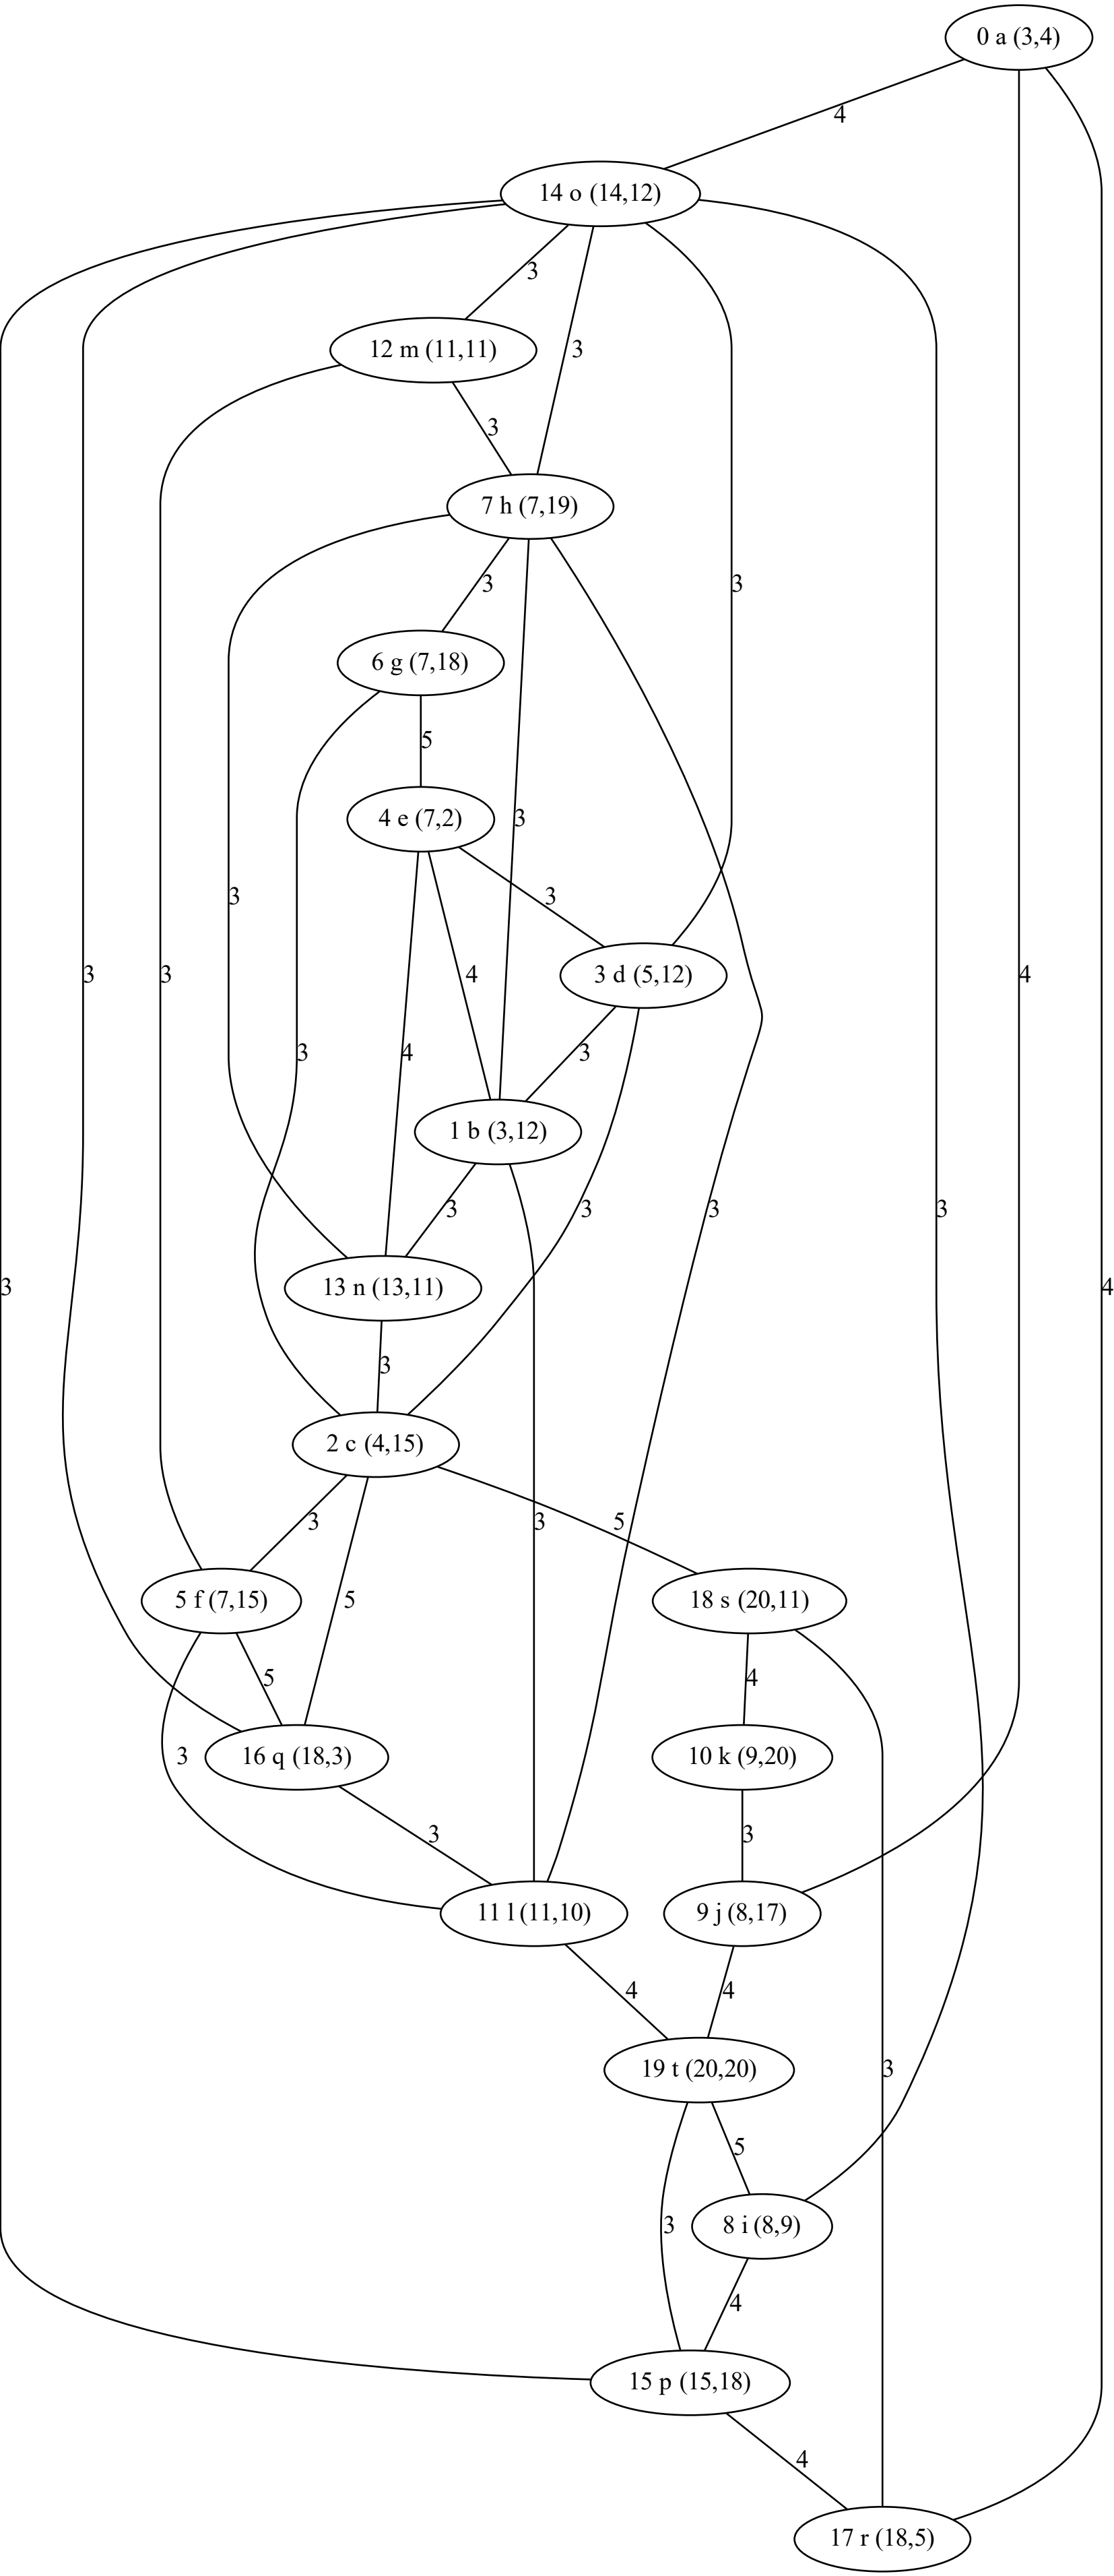 0 a (3,4)
4
14 o (14,12)
3
12 m (11,11)
3
3
7 h (7,19)
3
3
6 g (7,18)
5
4 e (7,2)
3
3
3
4
3 d (5,12)
3
3
4
3
4
3
1 b (3,12)
3
3
3
3
13 n (13,11)
3
3
2 c (4,15)
4
3
3
5
5 f (7,15)
18 s (20,11)
5
5
4
3
16 q (18,3)
10 k (9,20)
3
3
11 l (11,10)
9 j (8,17)
4
4
19 t (20,20)
3
5
3
8 i (8,9)
4
15 p (15,18)
4
17 r (18,5)